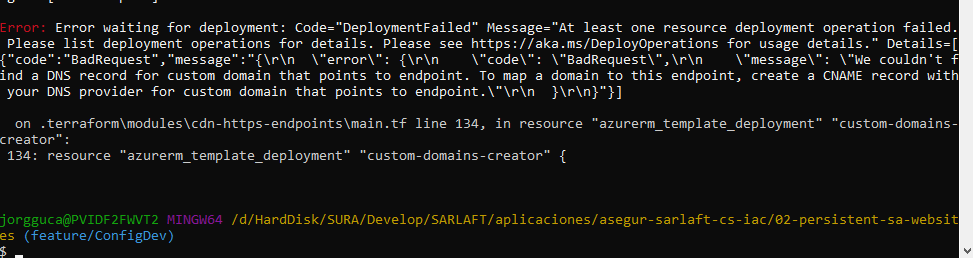 Error: Error waiting for deployment: Code="DeploymentFailed" Message="At least one resource deployment operation failed.
 Please list deployment operations for details. Please see https://aka.ms/DeployOperations for usage details." Details=[
{"code":"BadRequest","message":"{\r\n  \"error\": {\r\n    \"code\": \"BadRequest\",\r\n    \"message\": \"We couldn't f
ind a DNS record for custom domain that points to endpoint. To map a domain to this endpoint, create a CNAME record with
 your DNS provider for custom domain that points to endpoint.\"\r\n  }\r\n}"}]
  on .terraform\modules\cdn-https-endpoints\main.tf line 134, in resource "azurerm_template_deployment" "custom-domains-
creator":
 134: resource "azurerm_template_deployment" "custom-domains-creator" {
jorgguca@PVIDF2FWVT2 MINGW64 /d/HardDisk/SURA/Develop/SARLAFT/aplicaciones/asegur-sarlaft-cs-iac/02-persistent-sa-websit
es (feature/ConfigDev)
$